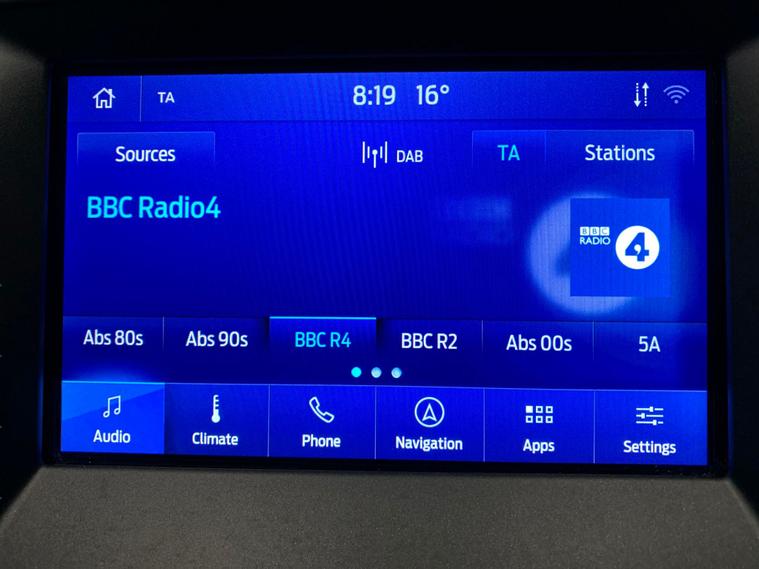 TA 8:19 16°
Sources DAB TA Stations
BBC Radio4
BBC
RADIO 4
Abs 80s Abs 90s BBC R4 BBC R2 Abs 00s 5A
Audio Climate Phone Navigation Apps Settings